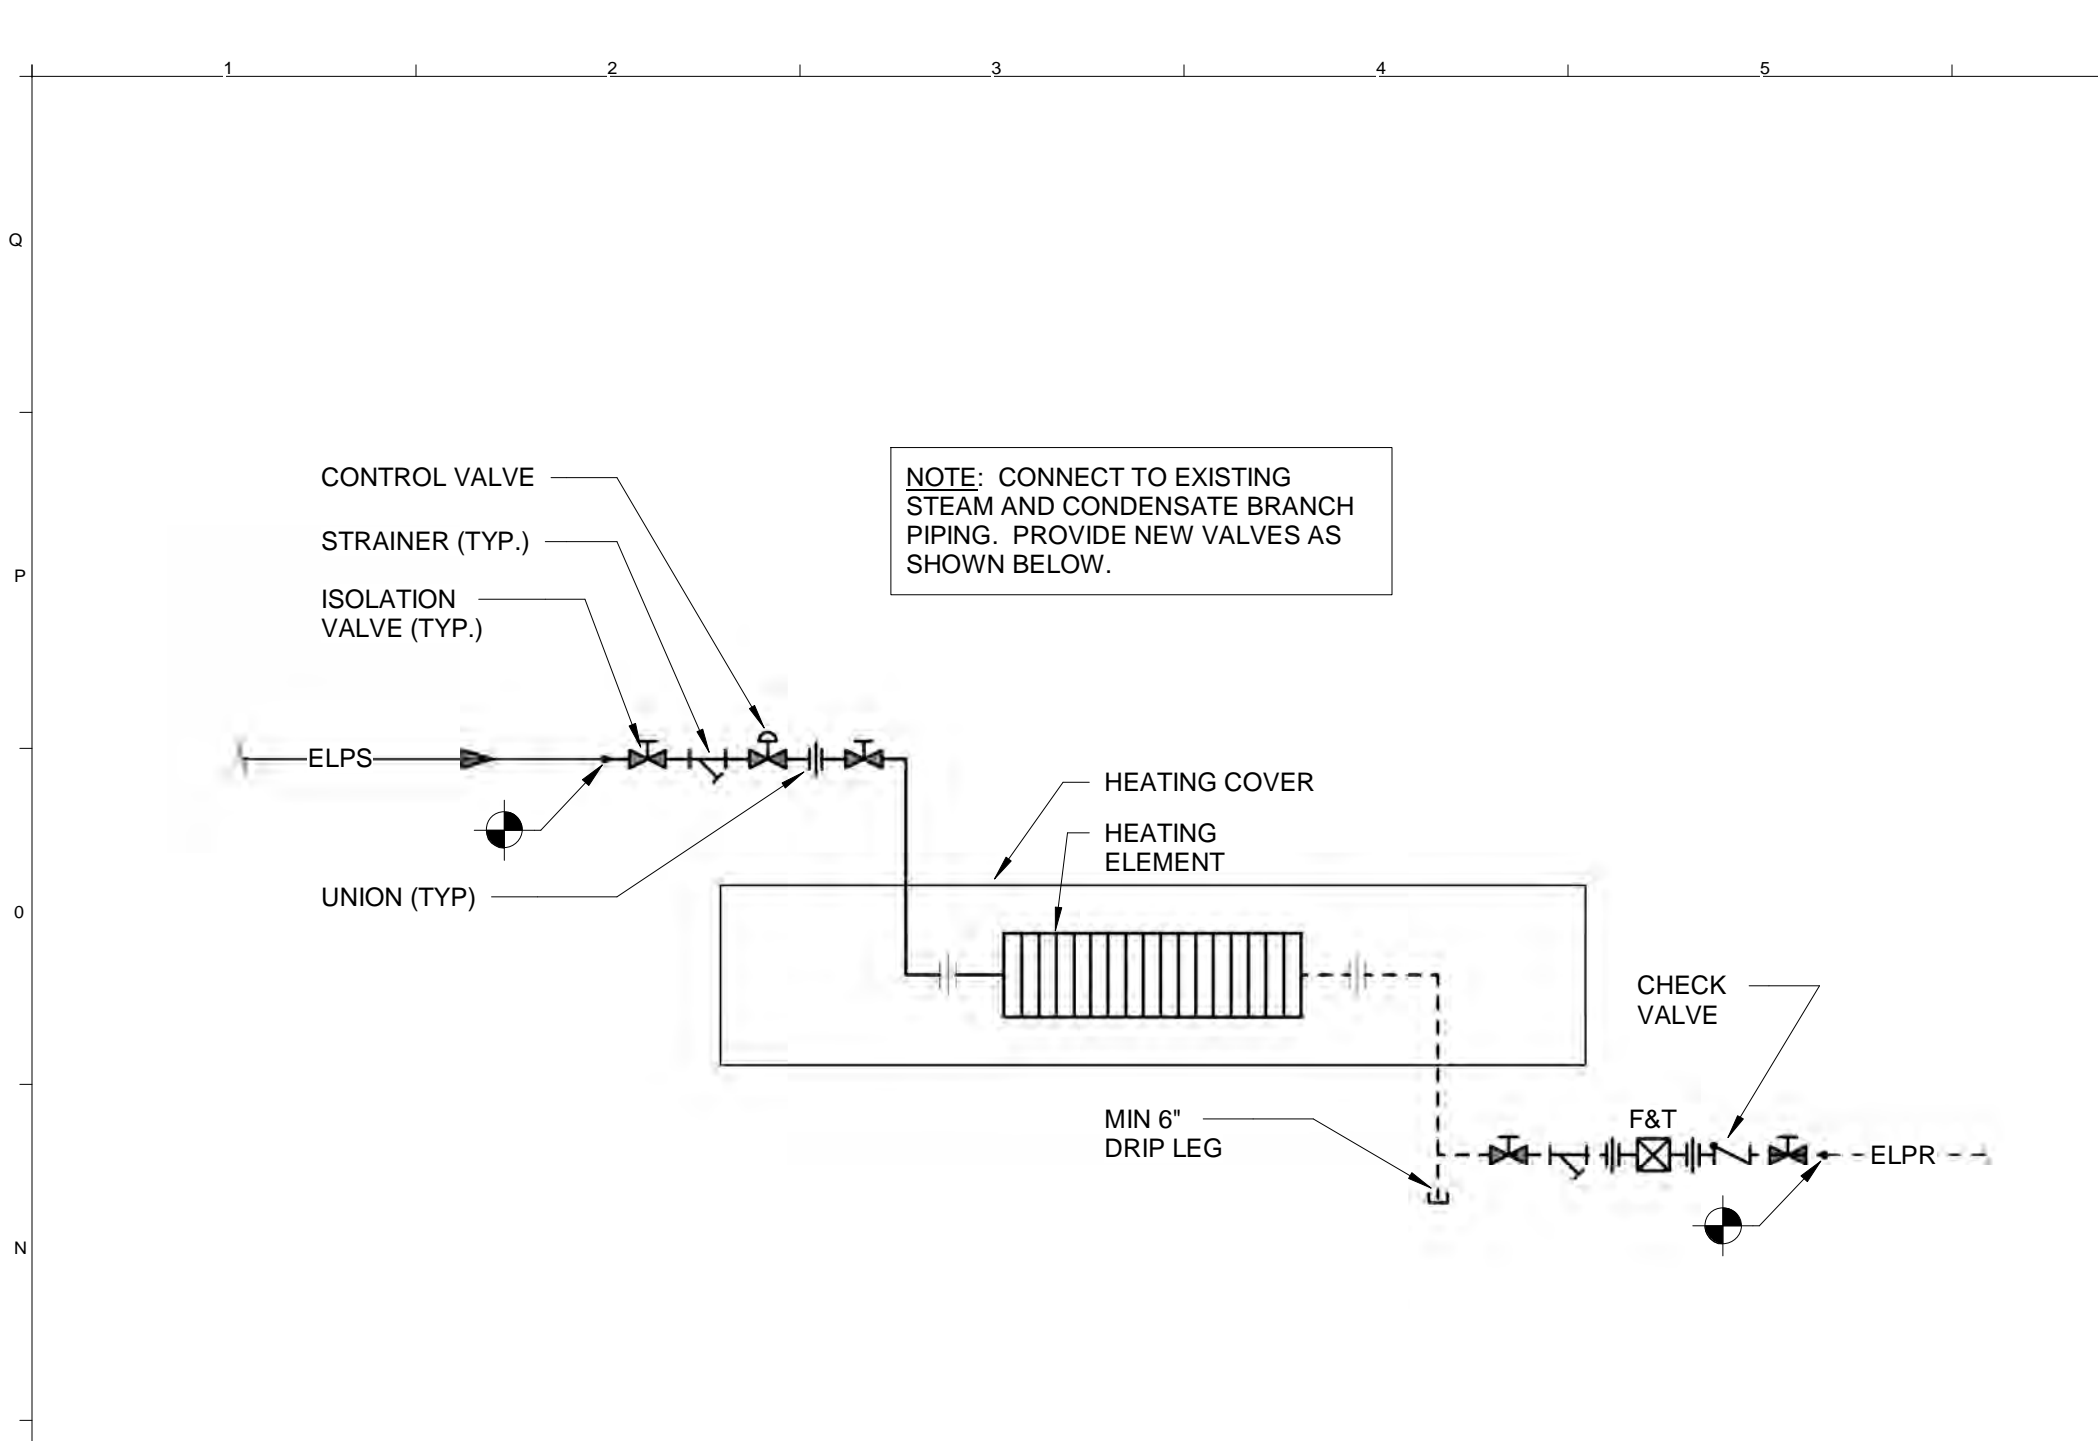 1
2
3
4
5
Q
CONTROL VALVE
NOTE: CONNECT TO EXISTING
STEAM AND CONDENSATE BRANCH
PIPING. PROVIDE NEW VALVES AS
SHOWN BELOW.
STRAINER (TYP.)
P
ISOLATION
VALVE (TYP.)
ELPS
HEATING COVER
HEATING
ELEMENT
UNION (TYP)
0
CHECK
VALVE
MIN 6"
DRIP LEG
F&T
ELPR
N